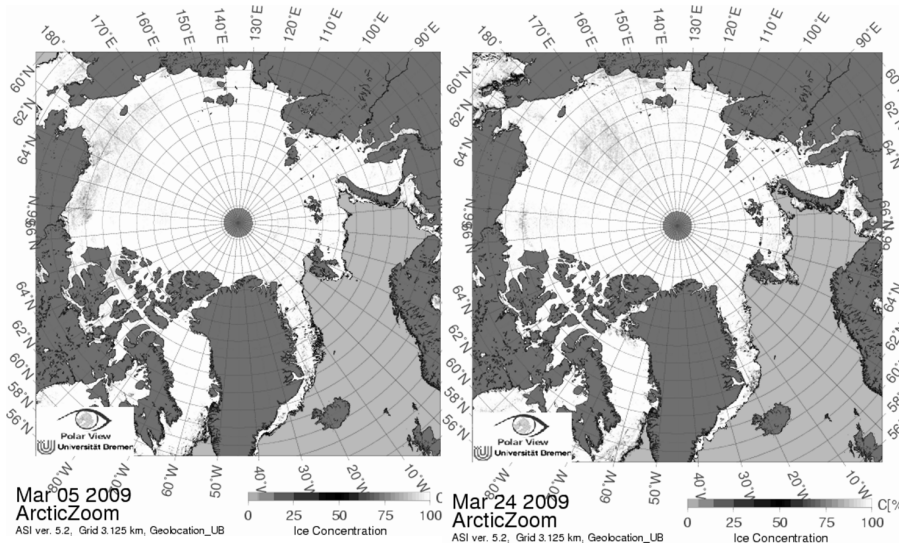 180°E 170°E 160°E 150°E 140°E 130°E 120°E 110°E 100°E 90°E
60°N
62°N
64°N
66°N
64°N
62°N
60°N
58°N
56°N
80°W 70°W 60°W 50°W 40°W 30°W 20°W 10°W
Polar View
Universität Bremen
Mar 05 2009
ArcticZoom
ASI ver. 5.2, Grid 3.125 km, Geolocation_UB
0 25 50 75 100
C
Ice Concentration
180°E 170°E 160°E 150°E 140°E 130°E 120°E 110°E 100°E 90°E
60°N
62°N
64°N
66°N
66°N
64°N
62°N
60°N
58°N
56°N
80°W 70°W 60°W 50°W 40°W 30°W 20°W 10°W
Polar View
Universität Bremen
Mar 24 2009
ArcticZoom
ASI ver. 5.2, Grid 3.125 km, Geolocation_UB
0 25 50 75 100
C[%
Ice Concentration